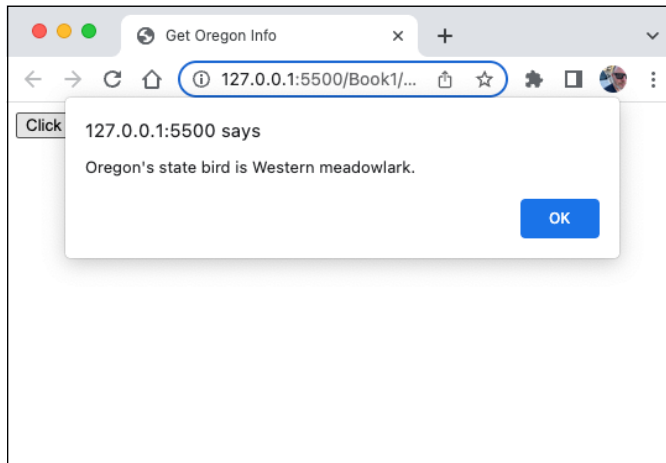 Get Oregon Info
127.0.0.1:5500/Book1/...
Click
127.0.0.1:5500 says
Oregon's state bird is Western meadowlark.
OK